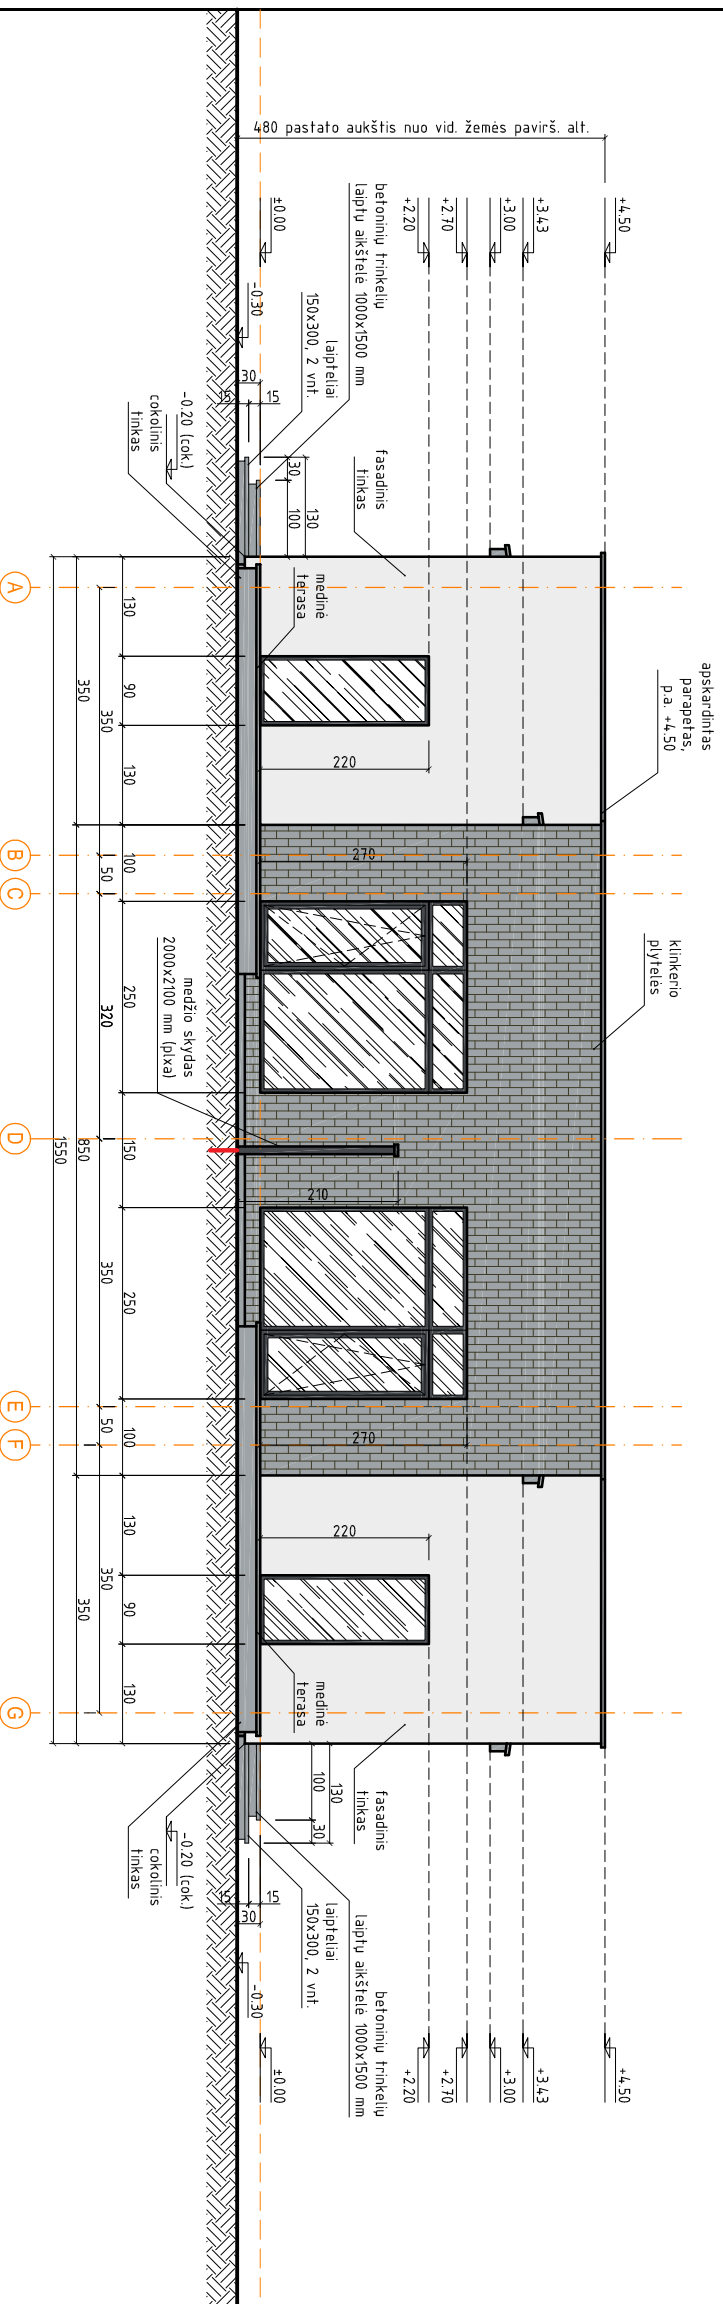 480 pastato aukštis nuo vid. žemės pavirš. alt.
+4.50
+3.43
+3.00
+2.70
+2.20
±0.00
-0.30
betoninių trinkelių
laiptų aikštelė 1000x1500 mm
laipteliai
150x300, 2 vnt.
30
15
15
-0.20 (cok.)
cokolinis
tinkas
130
30
100
fasadinis
tinkas
medinė
terasa
apskardintas
parapetas,
p.a. +4.50
klinkerio
plytelės
220
270
medžio skydas
2000x2100 mm (plxa)
210
270
220
medinė
terasa
fasadinis
tinkas
130
100
30
betoninių trinkelių
laiptų aikštelė 1000x1500 mm
laipteliai
150x300, 2 vnt.
15
15
30
-0.20 (cok.)
cokolinis
tinkas
+4.50
+3.43
+3.00
+2.70
+2.20
±0.00
-0.30
130
90
130
100
250
150
250
100
130
90
130
350
50
320
350
50
350
350
850
350
1550
A
B
C
D
E
F
G